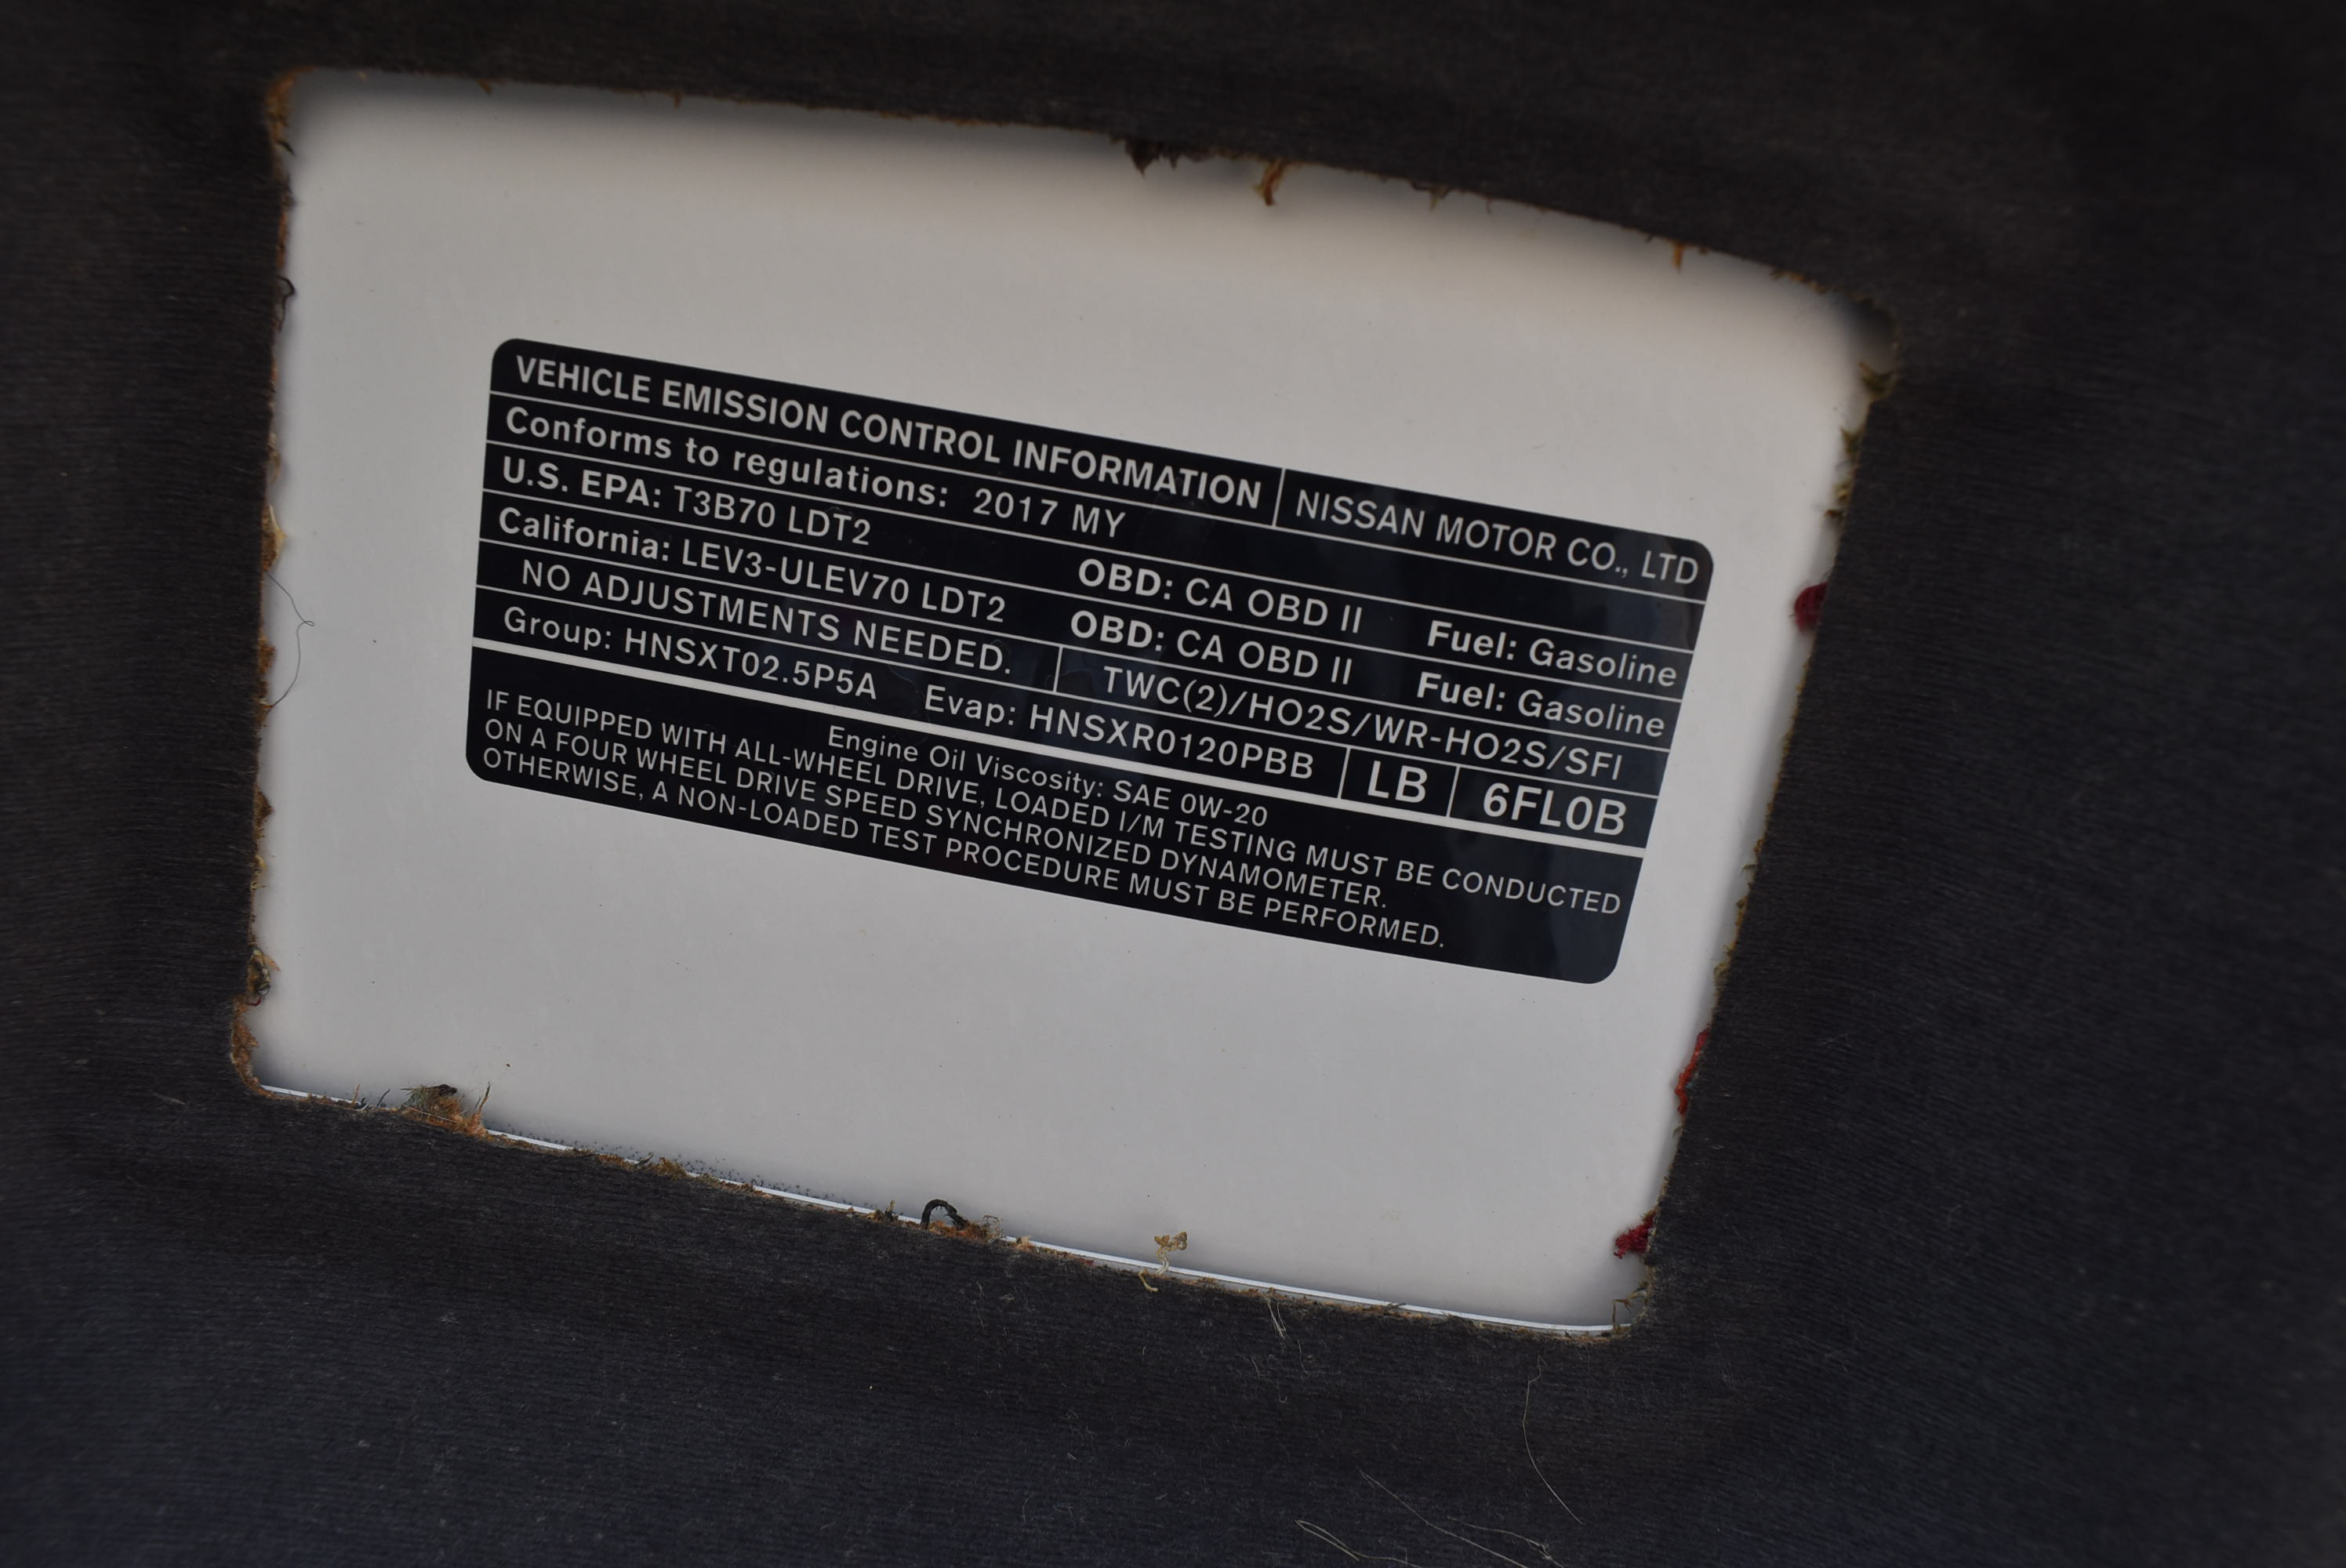 VEHICLE EMISSION CONTROL INFORMATION NISSAN MOTOR CO., LTD
Conforms to regulations: 2017 MY
U.S. EPA: T3B70 LDT2 OBD: CA OBD II Fuel: Gasoline
California: LEV3-ULEV70 LDT2 OBD: CA OBD II Fuel: Gasoline
NO ADJUSTMENTS NEEDED. TWC(2)/HO2S/WR-HO2S/SFI
Group: HNSXT02.5P5A Evap: HNSXR0120PBB LB 6FL0B
Engine Oil Viscosity: SAE 0W-20
IF EQUIPPED WITH ALL-WHEEL DRIVE, LOADED I/M TESTING MUST BE CONDUCTED
ON A FOUR WHEEL DRIVE SPEED SYNCHRONIZED DYNAMOMETER.
OTHERWISE, A NON-LOADED TEST PROCEDURE MUST BE PERFORMED.